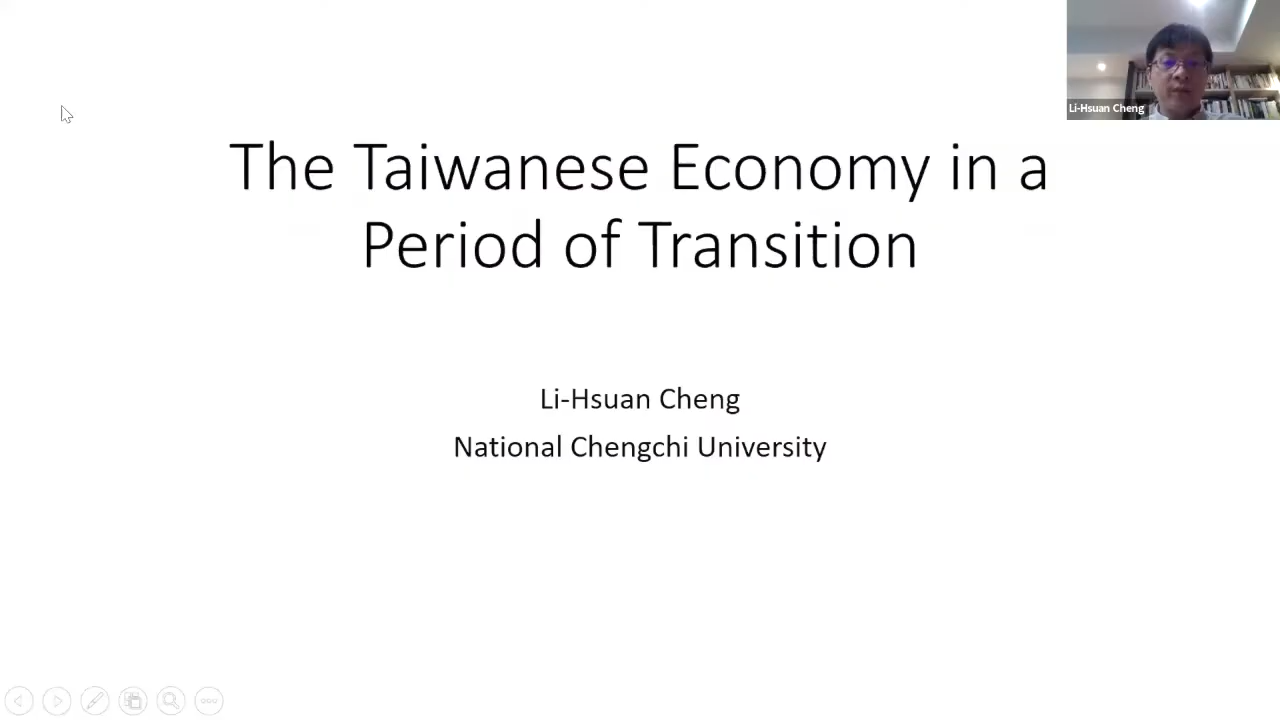 Li-Hsuan Cheng
The Taiwanese Economy in a
Period of Transition
Li-Hsuan Cheng
National Chengchi University